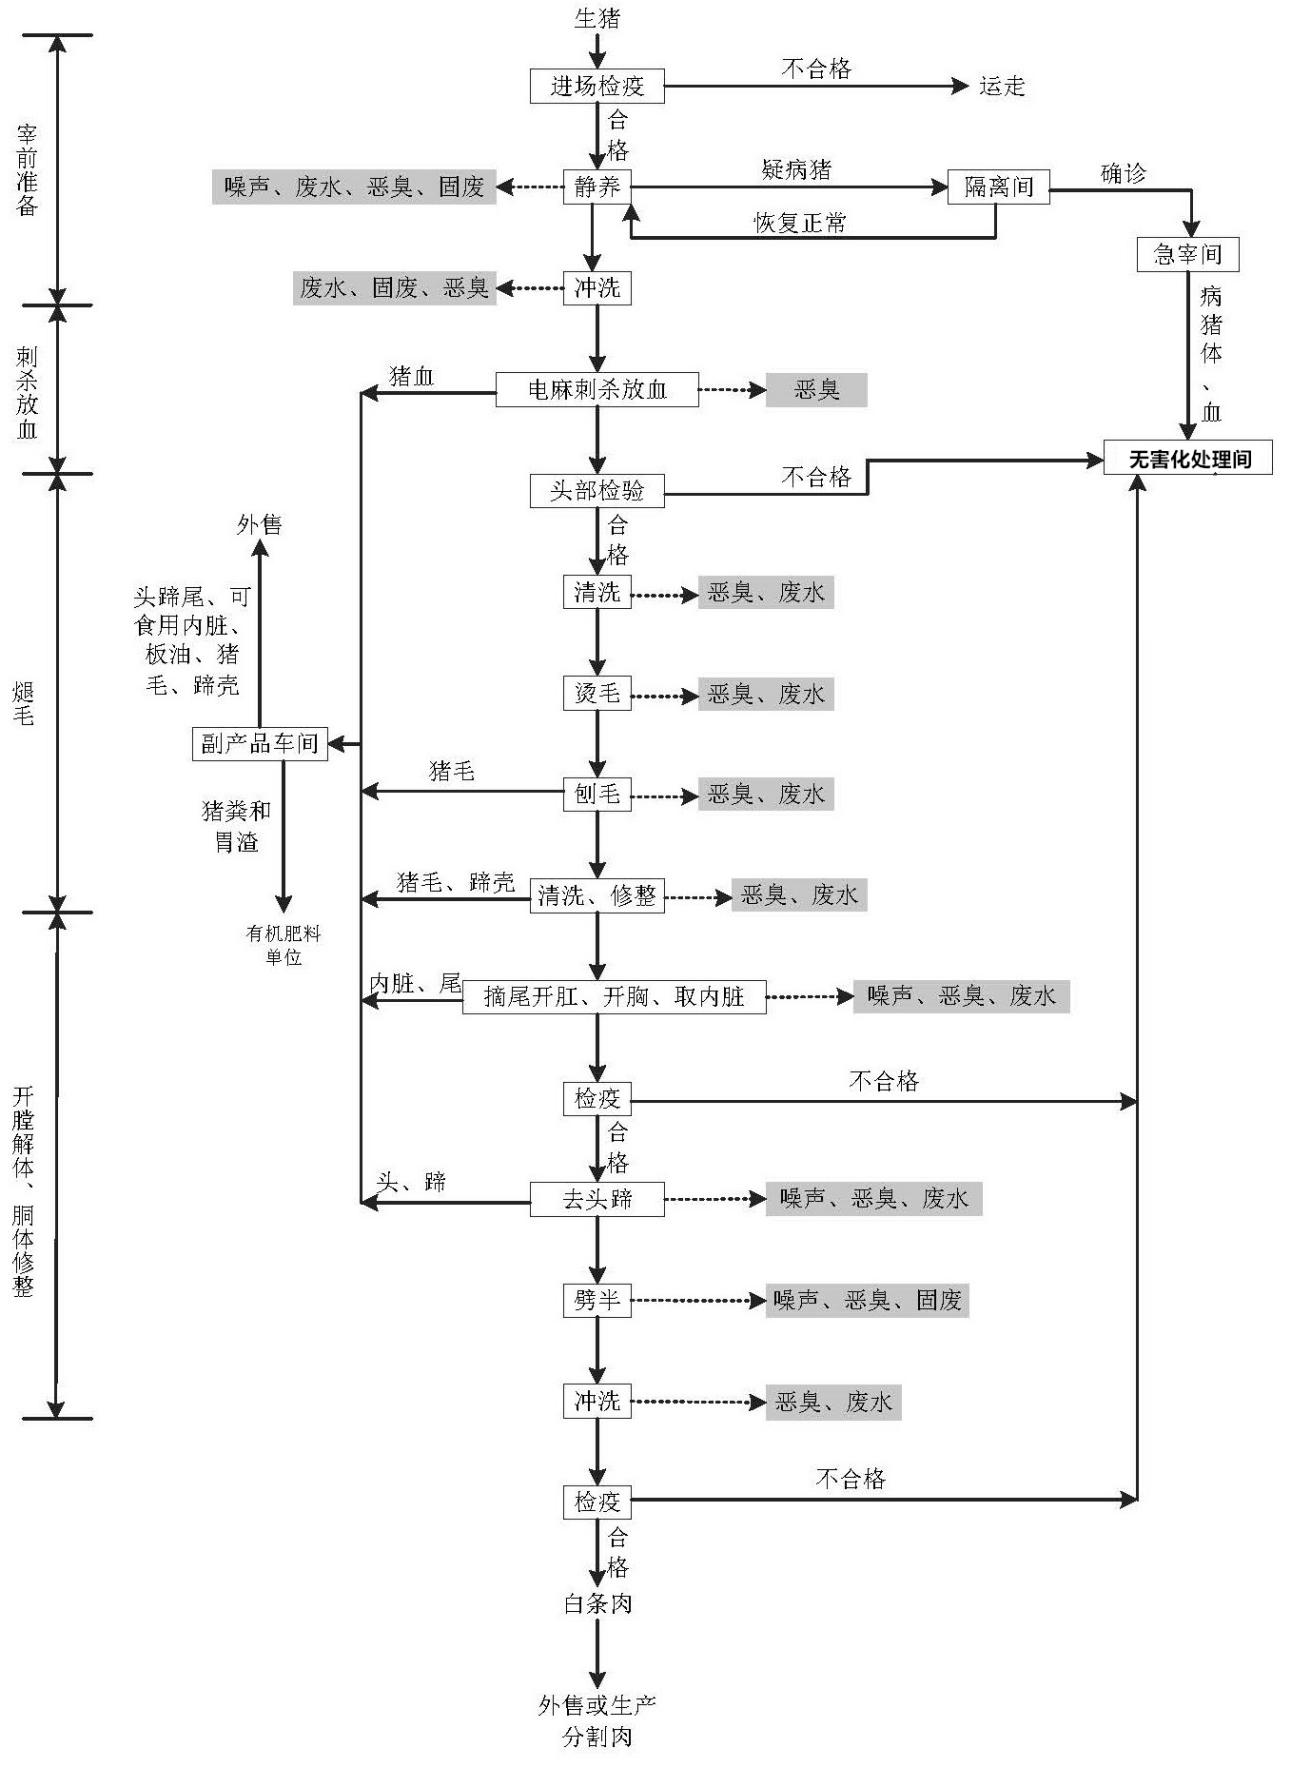 生猪
进场检疫
不合格
运走
合
格
宰
前
准
备
噪声、废水、恶臭、固废
静养
疑病猪
隔离间
确诊
恢复正常
急宰间
废水、固废、恶臭
冲洗
病
猪
体
、
血
刺
杀
放
血
猪血
电麻刺杀放血
恶臭
无害化处理间
头部检验
不合格
合
格
外售
清洗
恶臭、废水
头蹄尾、可
食用内脏、
板油、猪
毛、蹄壳
煺
毛
烫毛
恶臭、废水
副产品车间
猪毛
刨毛
恶臭、废水
猪粪和
胃渣
猪毛、蹄壳
清洗、修整
恶臭、废水
有机肥料
单位
内脏、尾
摘尾开肛、开胸、取内脏
噪声、恶臭、废水
开
膛
解
体
、
胴
体
修
整
检疫
不合格
合
格
头、蹄
去头蹄
噪声、恶臭、废水
劈半
噪声、恶臭、固废
冲洗
恶臭、废水
检疫
不合格
合
格
白条肉
外售或生产
分割肉